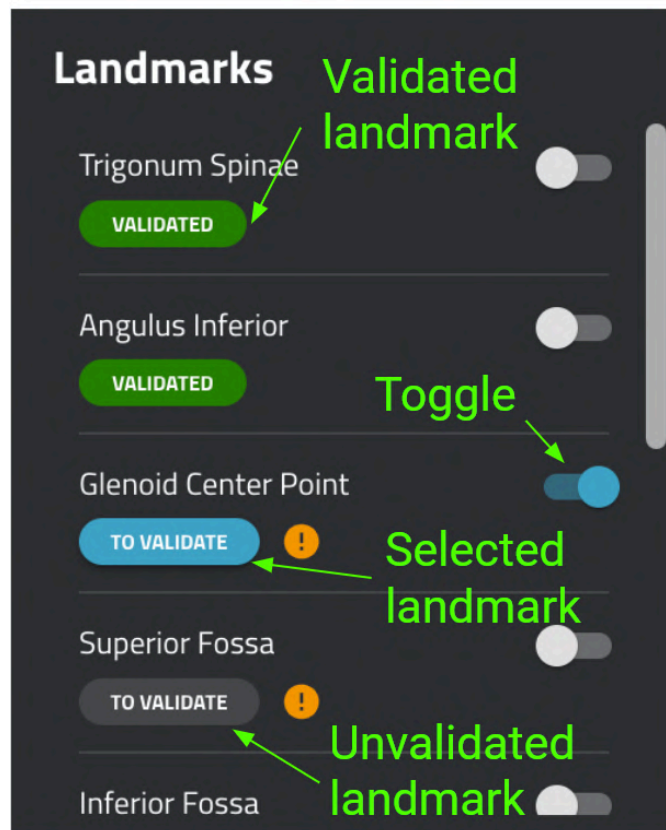 Landmarks
Validated
landmark
Trigonum Spinae
VALIDATED
Angulus Inferior
VALIDATED
Toggle
Glenoid Center Point
TO VALIDATE !
Selected
landmark
Superior Fossa
TO VALIDATE !
Unvalidated
landmark
Inferior Fossa